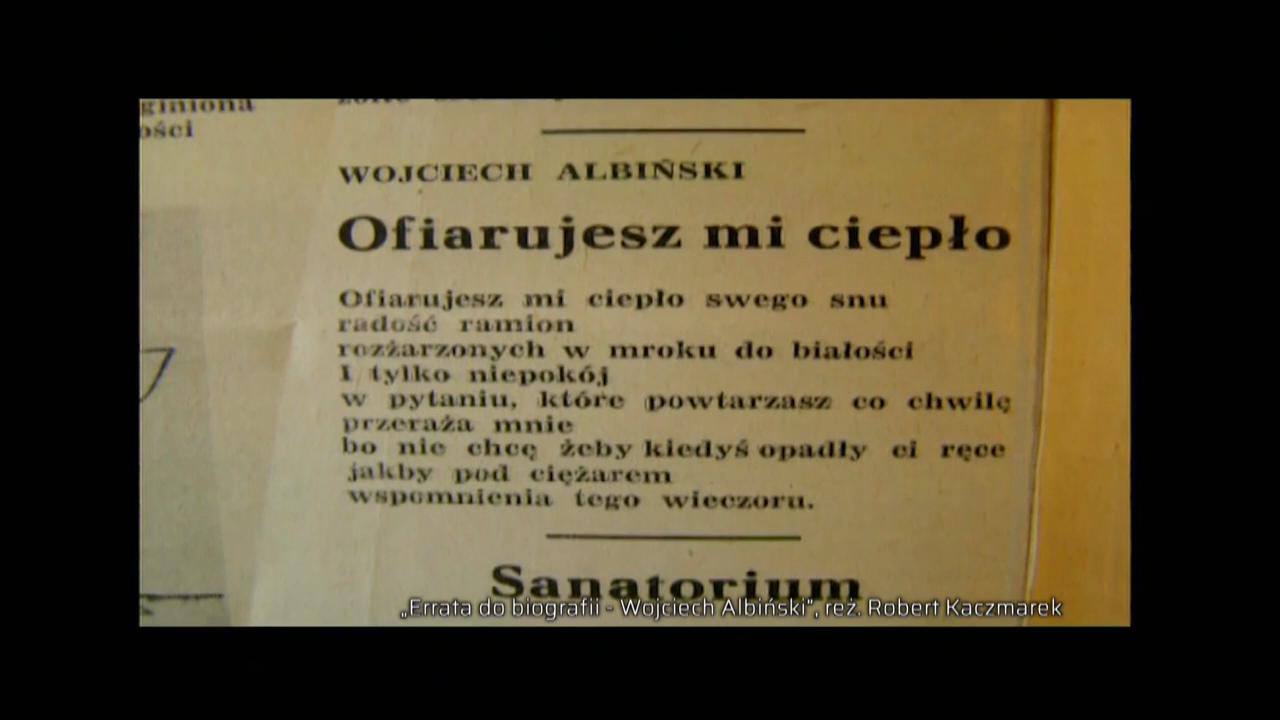 giniona
ości
WOJCIECH ALBIŃSKI
Ofiarujesz mi ciepło
Ofiarujesz mi ciepło swego snu
radość ramion
rozżarzonych w mroku do białości
I tylko niepokój
w pytaniu, które powtarzasz co chwilę
przeraża mnie
bo nie chcę żeby kiedyś opadły ci ręce
jakby pod ciężarem
wspomnienia tego wieczoru.
Sanatorium
„Errata do biografii - Wojciech Albiński", reż. Robert Kaczmarek